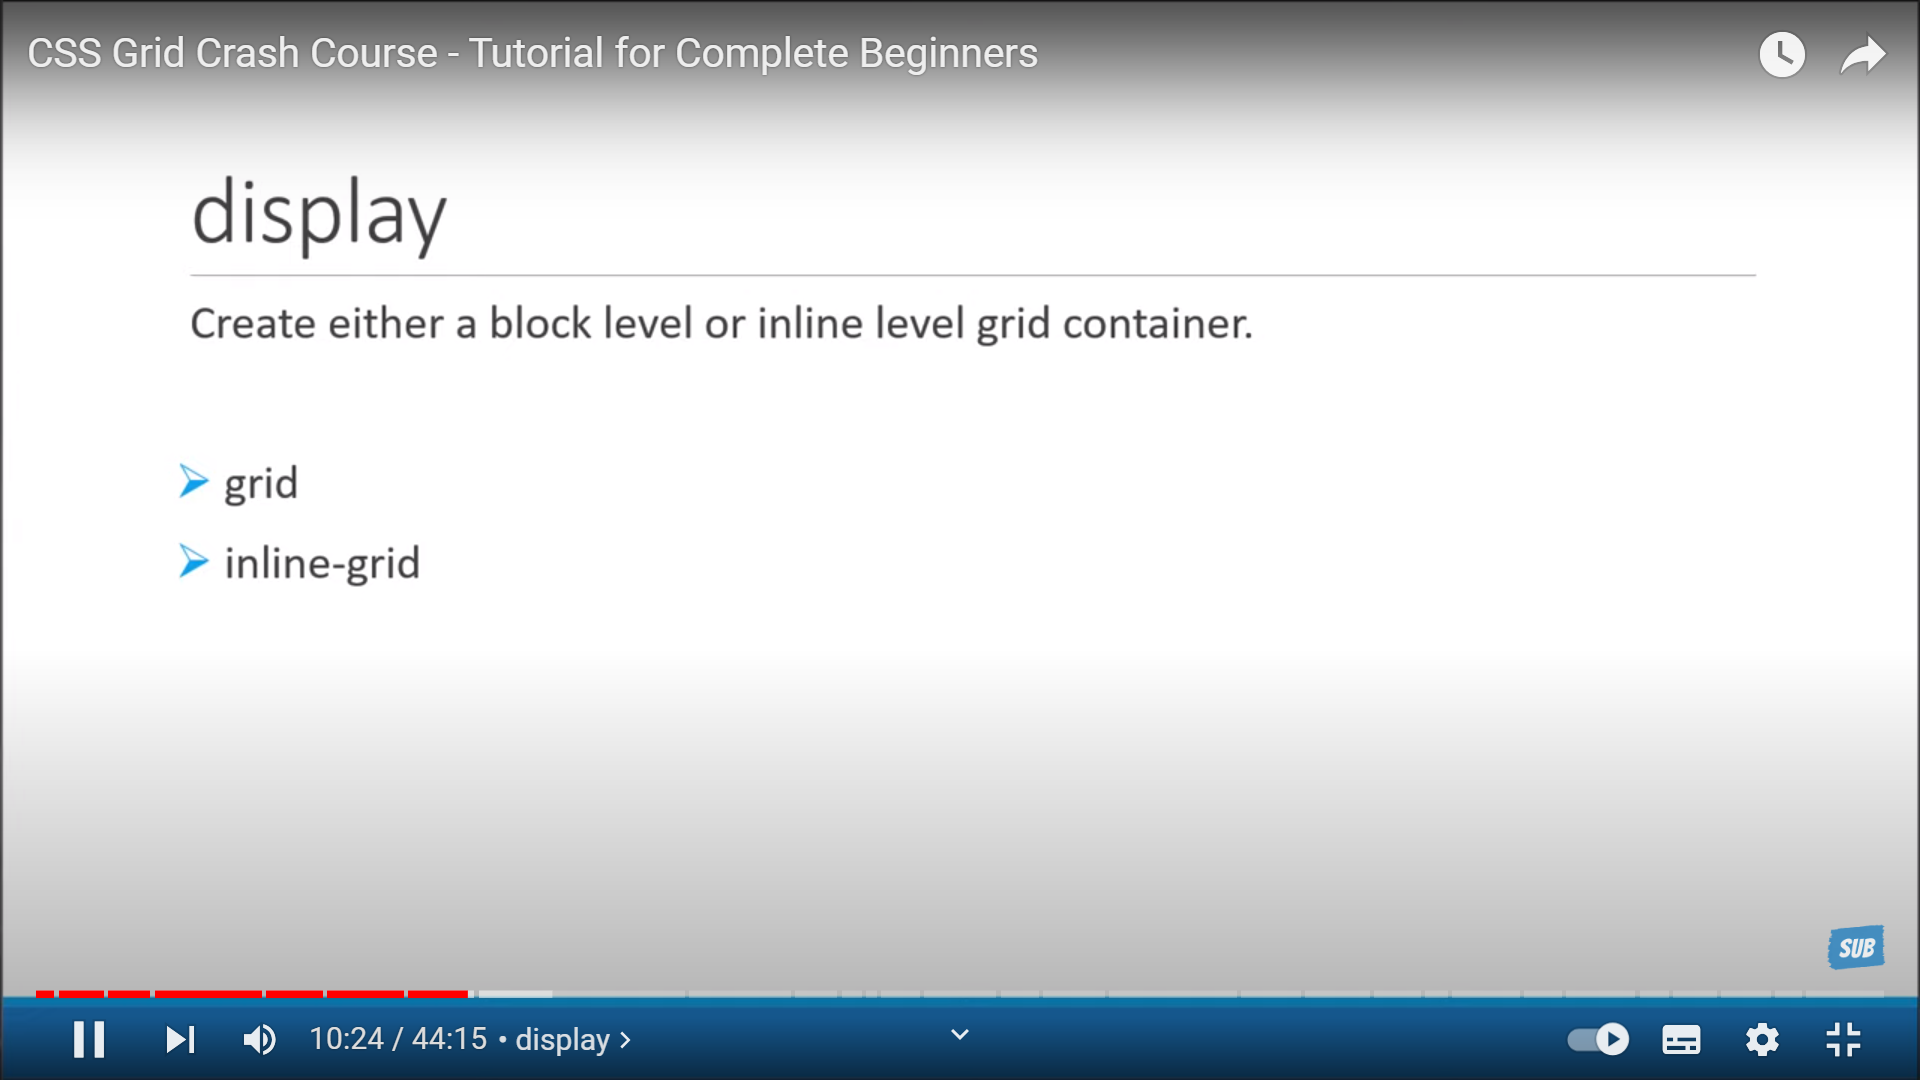 CSS Grid Crash Course - Tutorial for Complete Beginners
display
Create either a block level or inline level grid container.
grid
inline-grid
SUB
10:24 / 44:15 • display